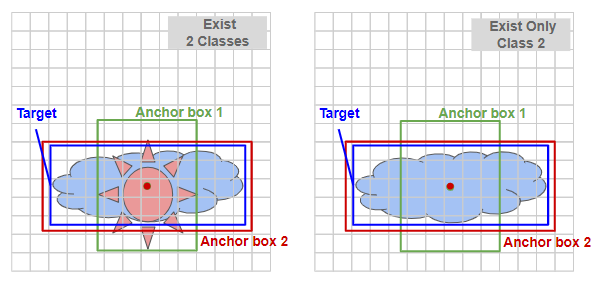 Exist
2 Classes
Target
Anchor box 1
Anchor box 2
Exist Only
Class 2
Target
Anchor box 1
Anchor box 2